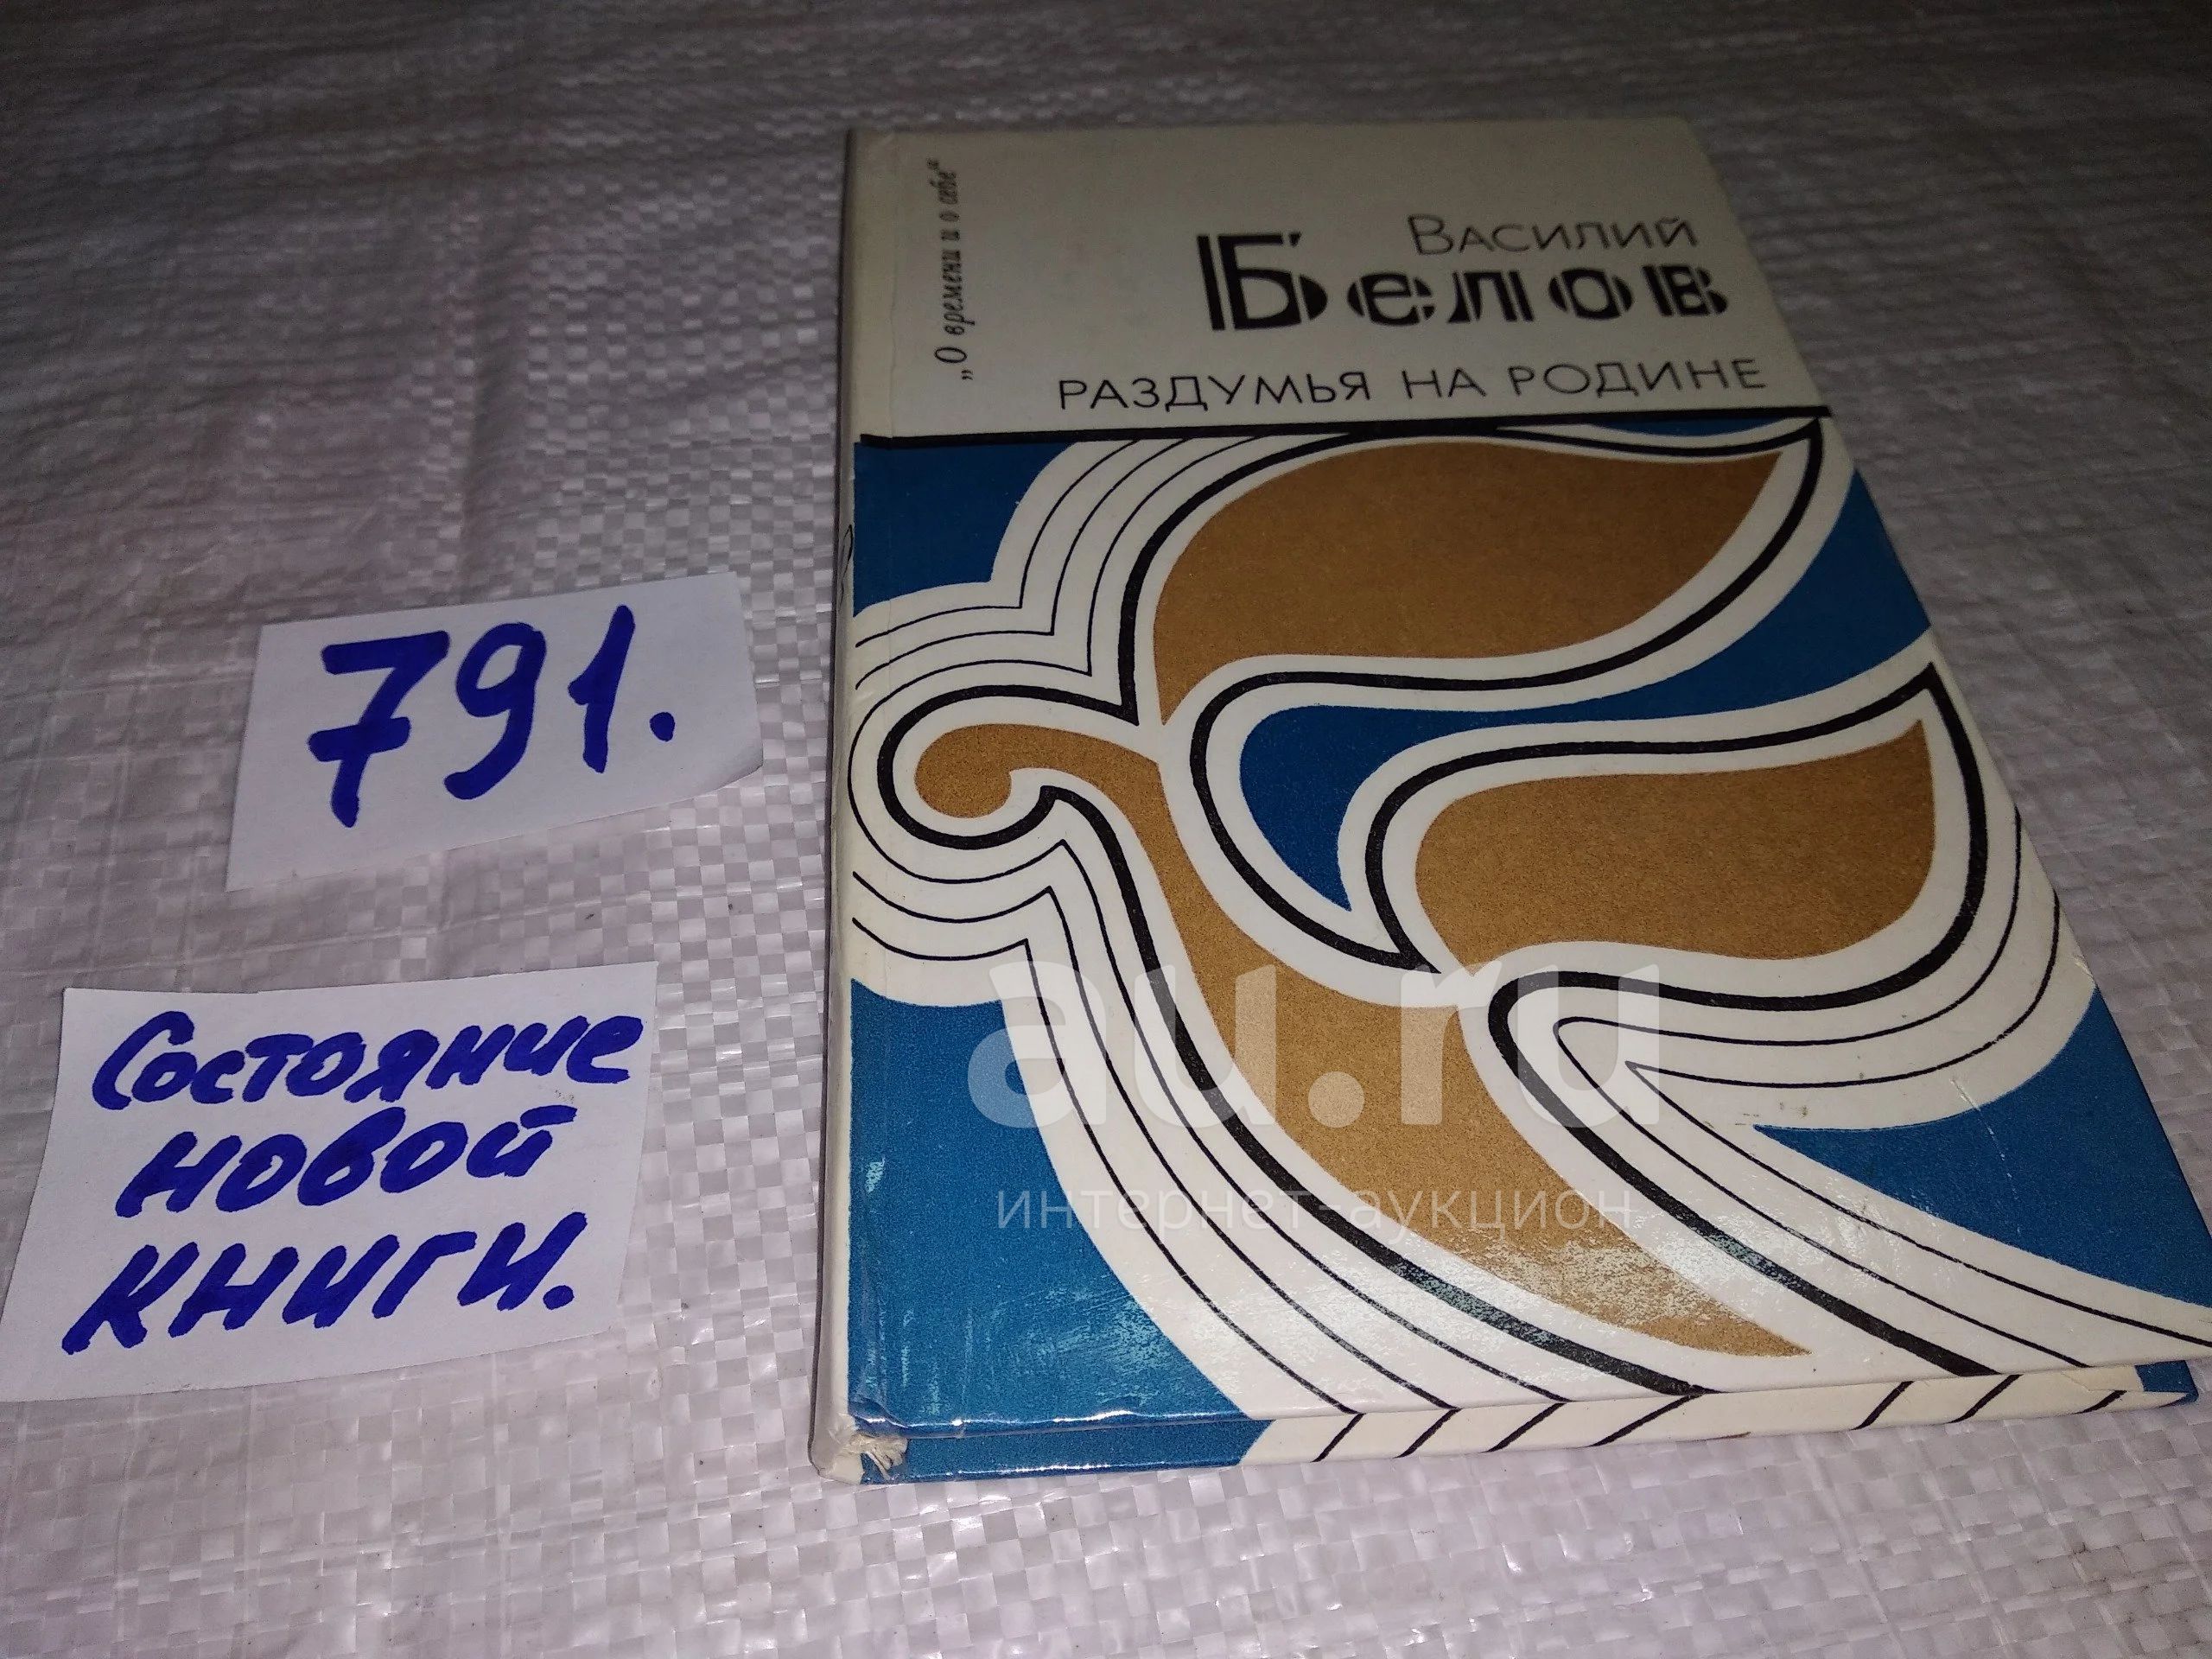 „О времени и о себе“
Василий
Белов
РАЗДУМЬЯ НА РОДИНЕ
791.
Состояние
новой
книги.
au.ru
интернет-аукцион